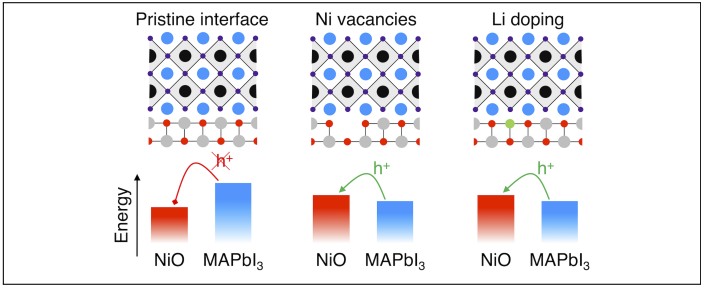 Pristine interface
Ni vacancies
Li doping
h⁺
h⁺
h⁺
Energy
NiO
MAPbI₃
NiO
MAPbI₃
NiO
MAPbI₃